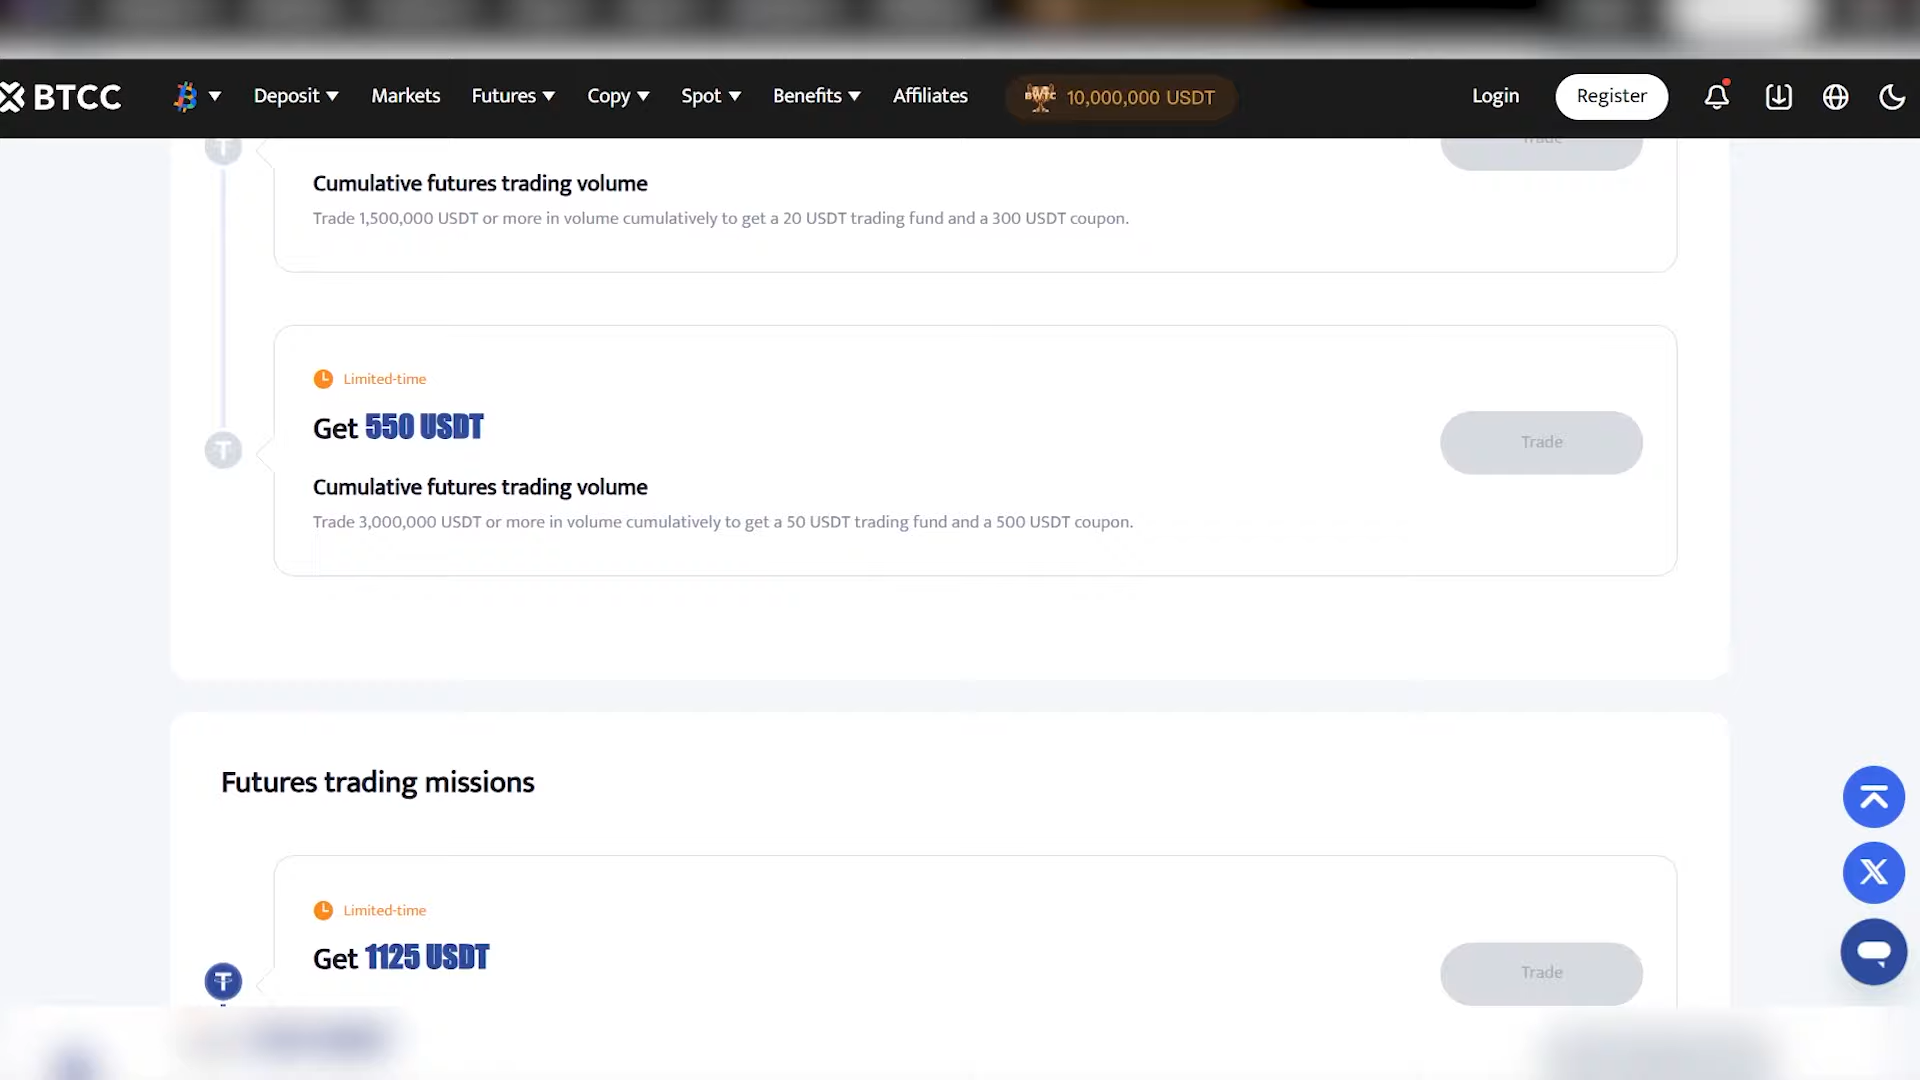 BTCC
Deposit
Markets
Futures
Copy
Spot
Benefits
Affiliates
10,000,000 USDT
Login
Register
Trade
Cumulative futures trading volume
Trade 1,500,000 USDT or more in volume cumulatively to get a 20 USDT trading fund and a 300 USDT coupon.
Limited-time
Get 550 USDT
Trade
Cumulative futures trading volume
Trade 3,000,000 USDT or more in volume cumulatively to get a 50 USDT trading fund and a 500 USDT coupon.
Futures trading missions
Limited-time
Get 1125 USDT
Trade